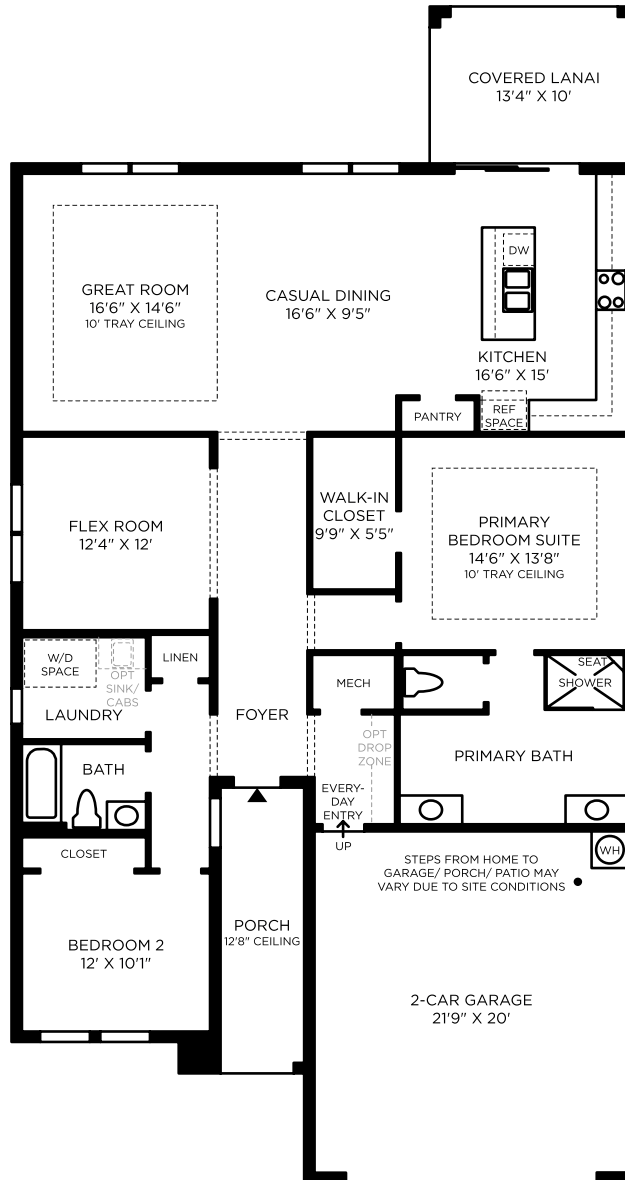 COVERED LANAI
13'4" X 10'
DW
GREAT ROOM
16'6" X 14'6"
10' TRAY CEILING
CASUAL DINING
16'6" X 9'5"
KITCHEN
16'6" X 15'
PANTRY
REF
SPACE
FLEX ROOM
12'4" X 12'
WALK-IN
CLOSET
9'9" X 5'5"
PRIMARY
BEDROOM SUITE
14'6" X 13'8"
10' TRAY CEILING
W/D
SPACE
OPT
SINK/
CABS
LINEN
LAUNDRY
FOYER
MECH
SEAT
SHOWER
OPT
DROP
ZONE
PRIMARY BATH
BATH
EVERY-
DAY
ENTRY
UP
CLOSET
STEPS FROM HOME TO
GARAGE/ PORCH/ PATIO MAY
VARY DUE TO SITE CONDITIONS
WH
PORCH
12'8" CEILING
BEDROOM 2
12' X 10'1"
2-CAR GARAGE
21'9" X 20'